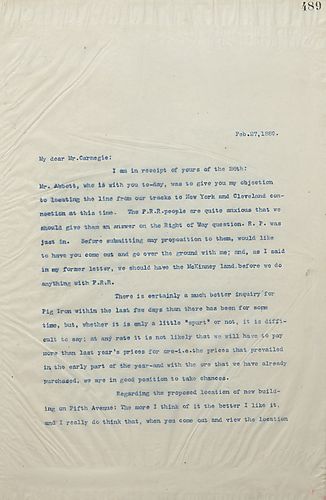 489
Feb.27,1889.
My dear Mr.Carnegie:
I am in receipt of yours of the 26th:
Mr. Abbott, who is with you to-day, was to give you my objection
to locating the line from our tracks to New York and Cleveland con-
nection at this time. The P.R.R.people are quite anxious that we
should give them an answer on the Right of Way question. R. P. was
just in. Before submitting any proposition to them, would like
to have you come out and go over the ground with me; and, as I said
in my former letter, we should have the McKinney land before we do
anything with P.R.R.
There is certainly a much better inquiry for
Pig Iron within the last few days than there has been for some
time, but, whether it is only a little "spurt" or not, it is diffi-
cult to say; at any rate it is not likely that we will have to pay
more than last year's prices for ore-i.e.the prices that prevailed
in the early part of the year-and with the ore that we have already
purchased, we are in good position to take chances.
Regarding the proposed location of new build-
ing on Fifth Avenue: The more I think of it the better I like it,
and I really do think that, when you come out and view the location